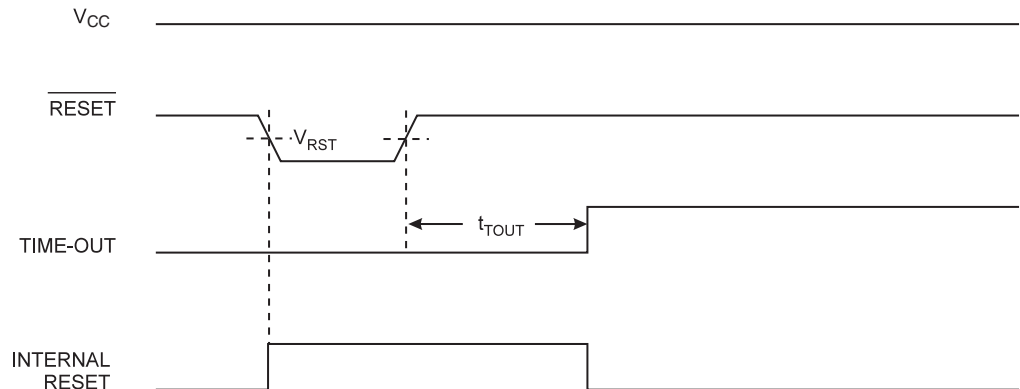 VCC
RESET
VRST
tTOUT
TIME-OUT
INTERNAL
RESET